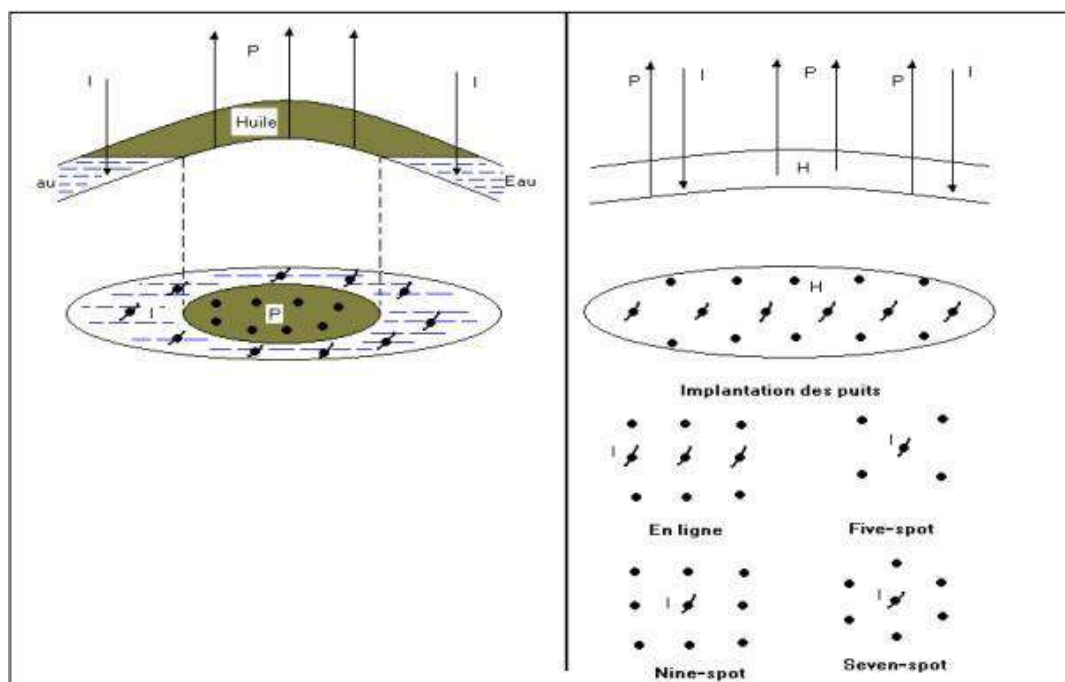 P
I
I
Huile
au
Eau
I
P
P
I
P
P
I
H
H
Implantation des puits
I
I
En ligne
Five-spot
I
I
Nine-spot
Seven-spot